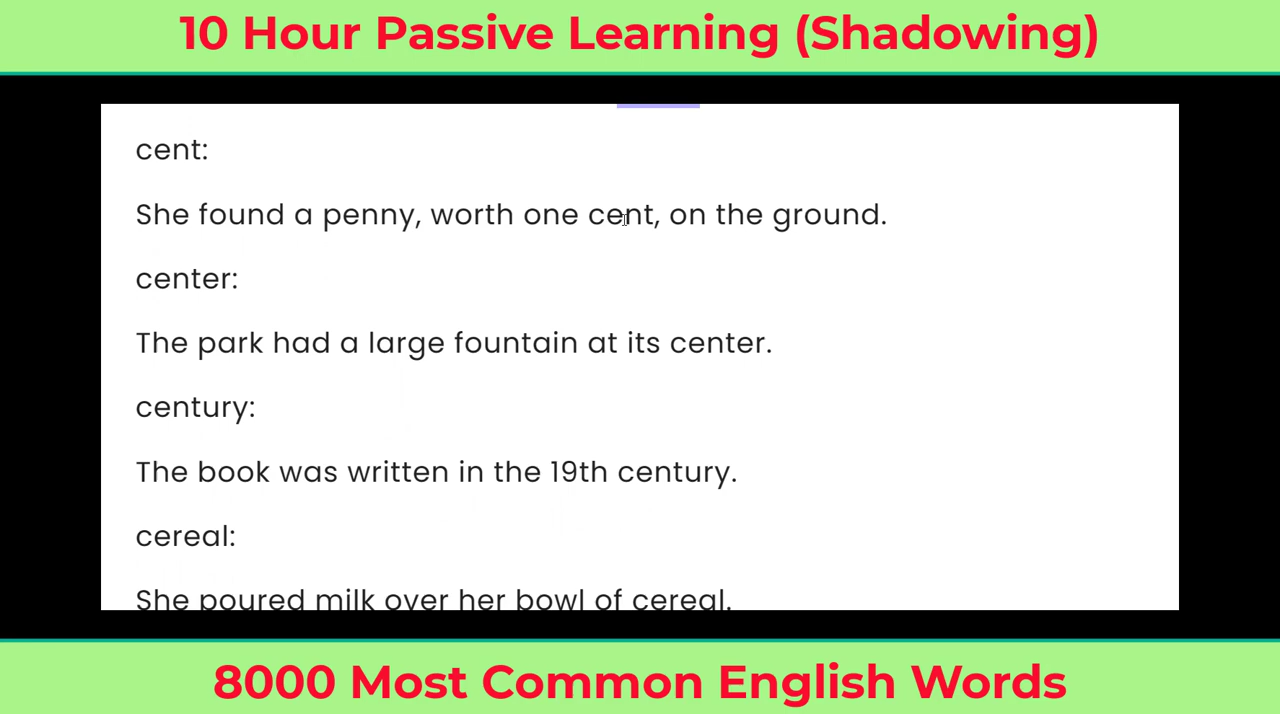 10 Hour Passive Learning (Shadowing)
cent:
She found a penny, worth one cent, on the ground.
center:
The park had a large fountain at its center.
century:
The book was written in the 19th century.
cereal:
She poured milk over her bowl of cereal.
8000 Most Common English Words